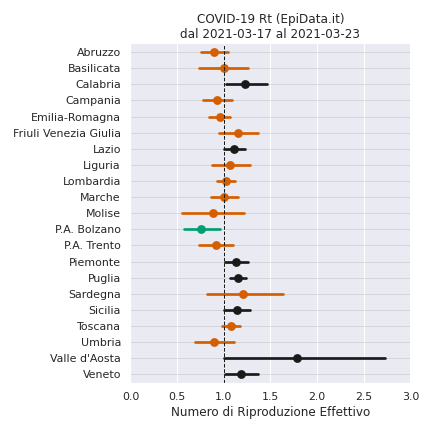 COVID-19 Rt (EpiData.it)
dal 2021-03-17 al 2021-03-23
Abruzzo
Basilicata
Calabria
Campania
Emilia-Romagna
Friuli Venezia Giulia
Lazio
Liguria
Lombardia
Marche
Molise
P.A. Bolzano
P.A. Trento
Piemonte
Puglia
Sardegna
Sicilia
Toscana
Umbria
Valle d'Aosta
Veneto
0.0 0.5 1.0 1.5 2.0 2.5 3.0
Numero di Riproduzione Effettivo